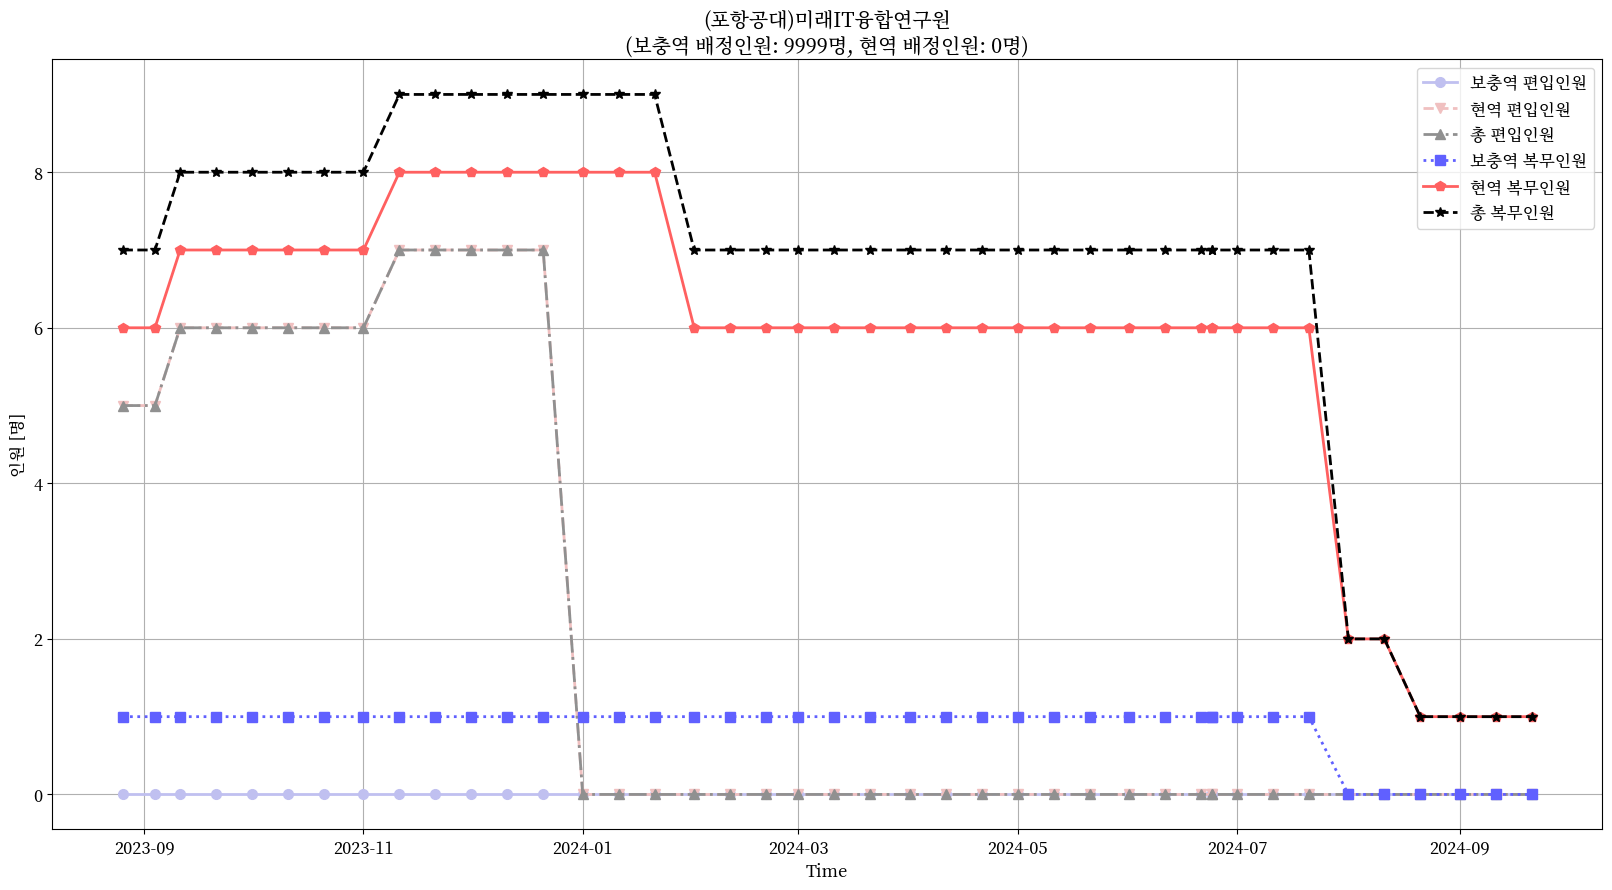 (포항공대)미래IT융합연구원
(보충역 배정인원: 9999명, 현역 배정인원: 0명)
보충역 편입인원
현역 편입인원
총 편입인원
보충역 복무인원
현역 복무인원
총 복무인원
인원 [명]
8
6
4
2
0
2023-09
2023-11
2024-01
2024-03
2024-05
2024-07
2024-09
Time